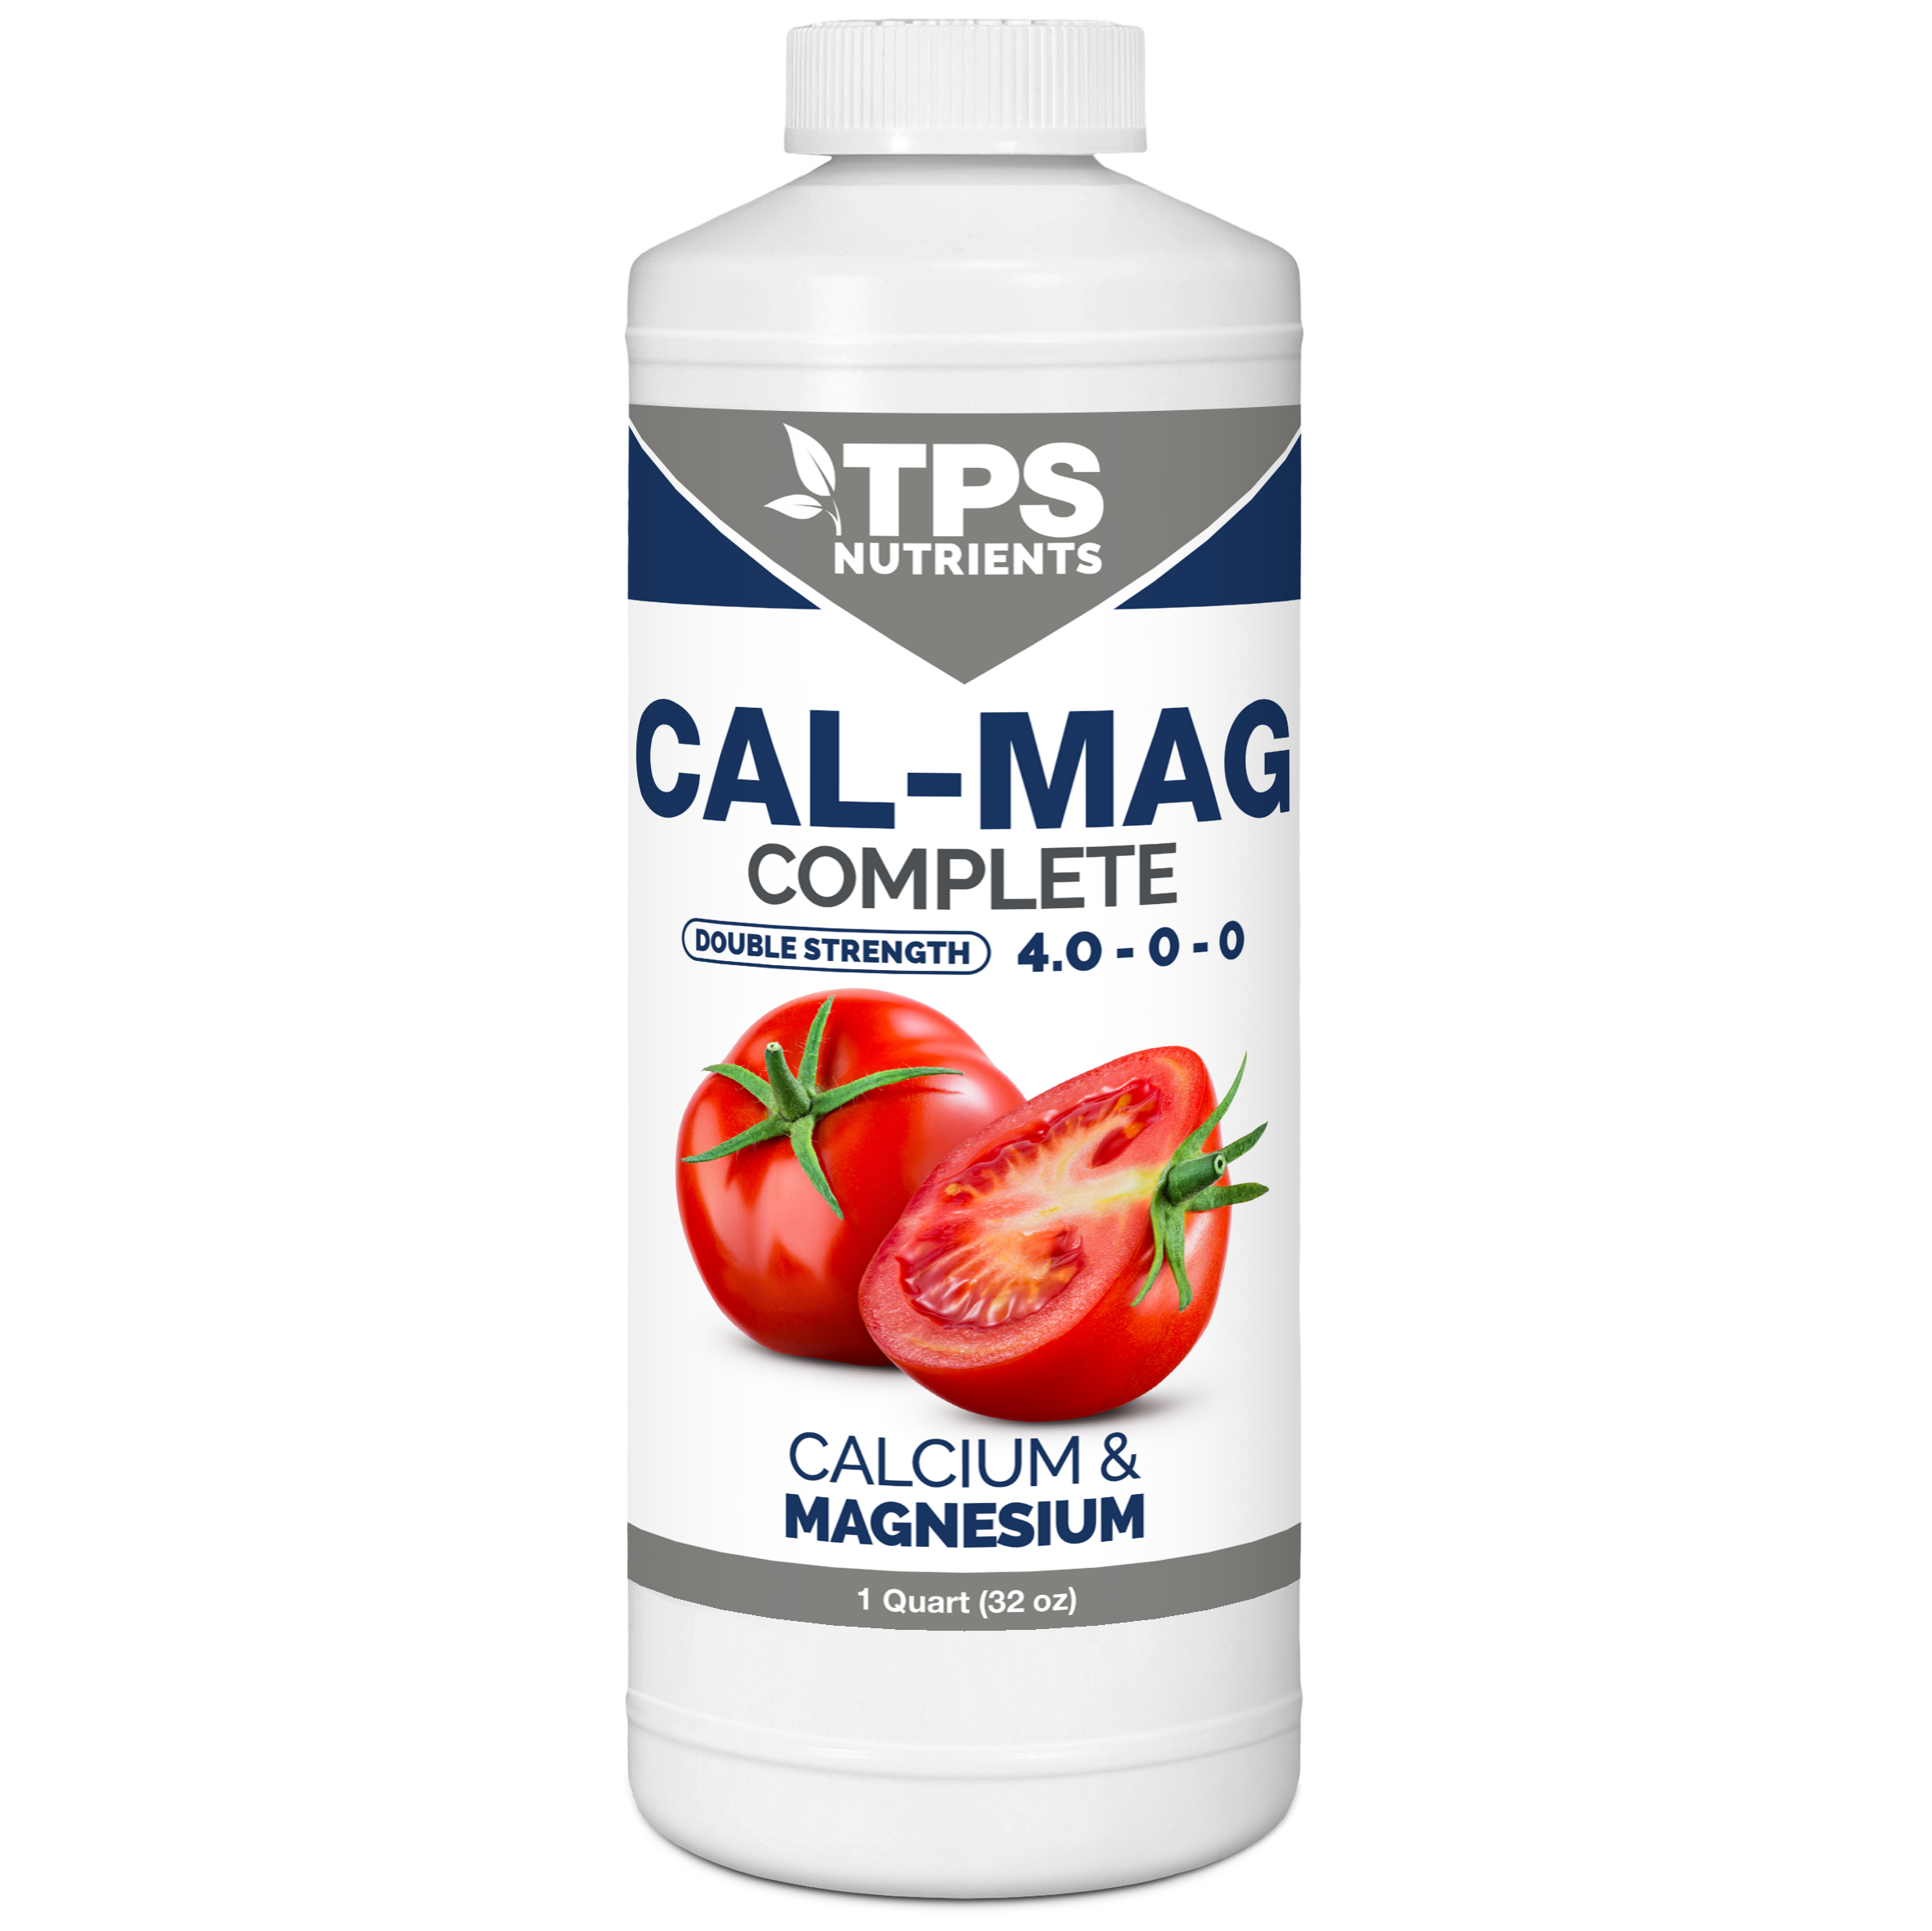 TPS
NUTRIENTS
CAL-MAG
COMPLETE
DOUBLE STRENGTH 4.0 - 0 - 0
CALCIUM &
MAGNESIUM
1 Quart (32 oz)